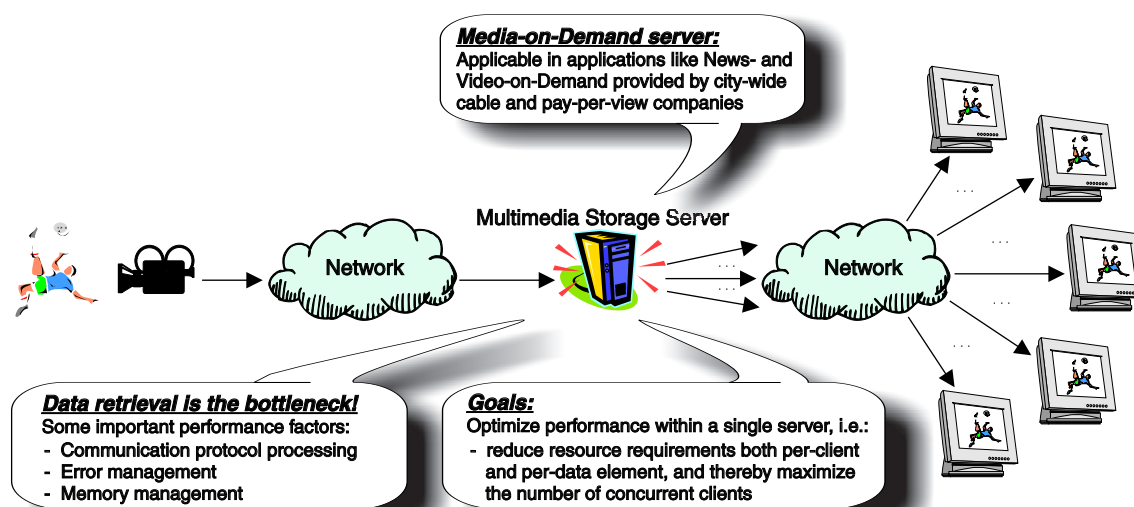 Media-on-Demand server:
Applicable in applications like News- and
Video-on-Demand provided by city-wide
cable and pay-per-view companies
Multimedia Storage Server
Network
Network
. . .
. . .
. . .
. . .
. . .
. . .
Data retrieval is the bottleneck!
Some important performance factors:
- Communication protocol processing
- Error management
- Memory management
Goals:
Optimize performance within a single server, i.e.:
- reduce resource requirements both per-client
and per-data element, and thereby maximize
the number of concurrent clients